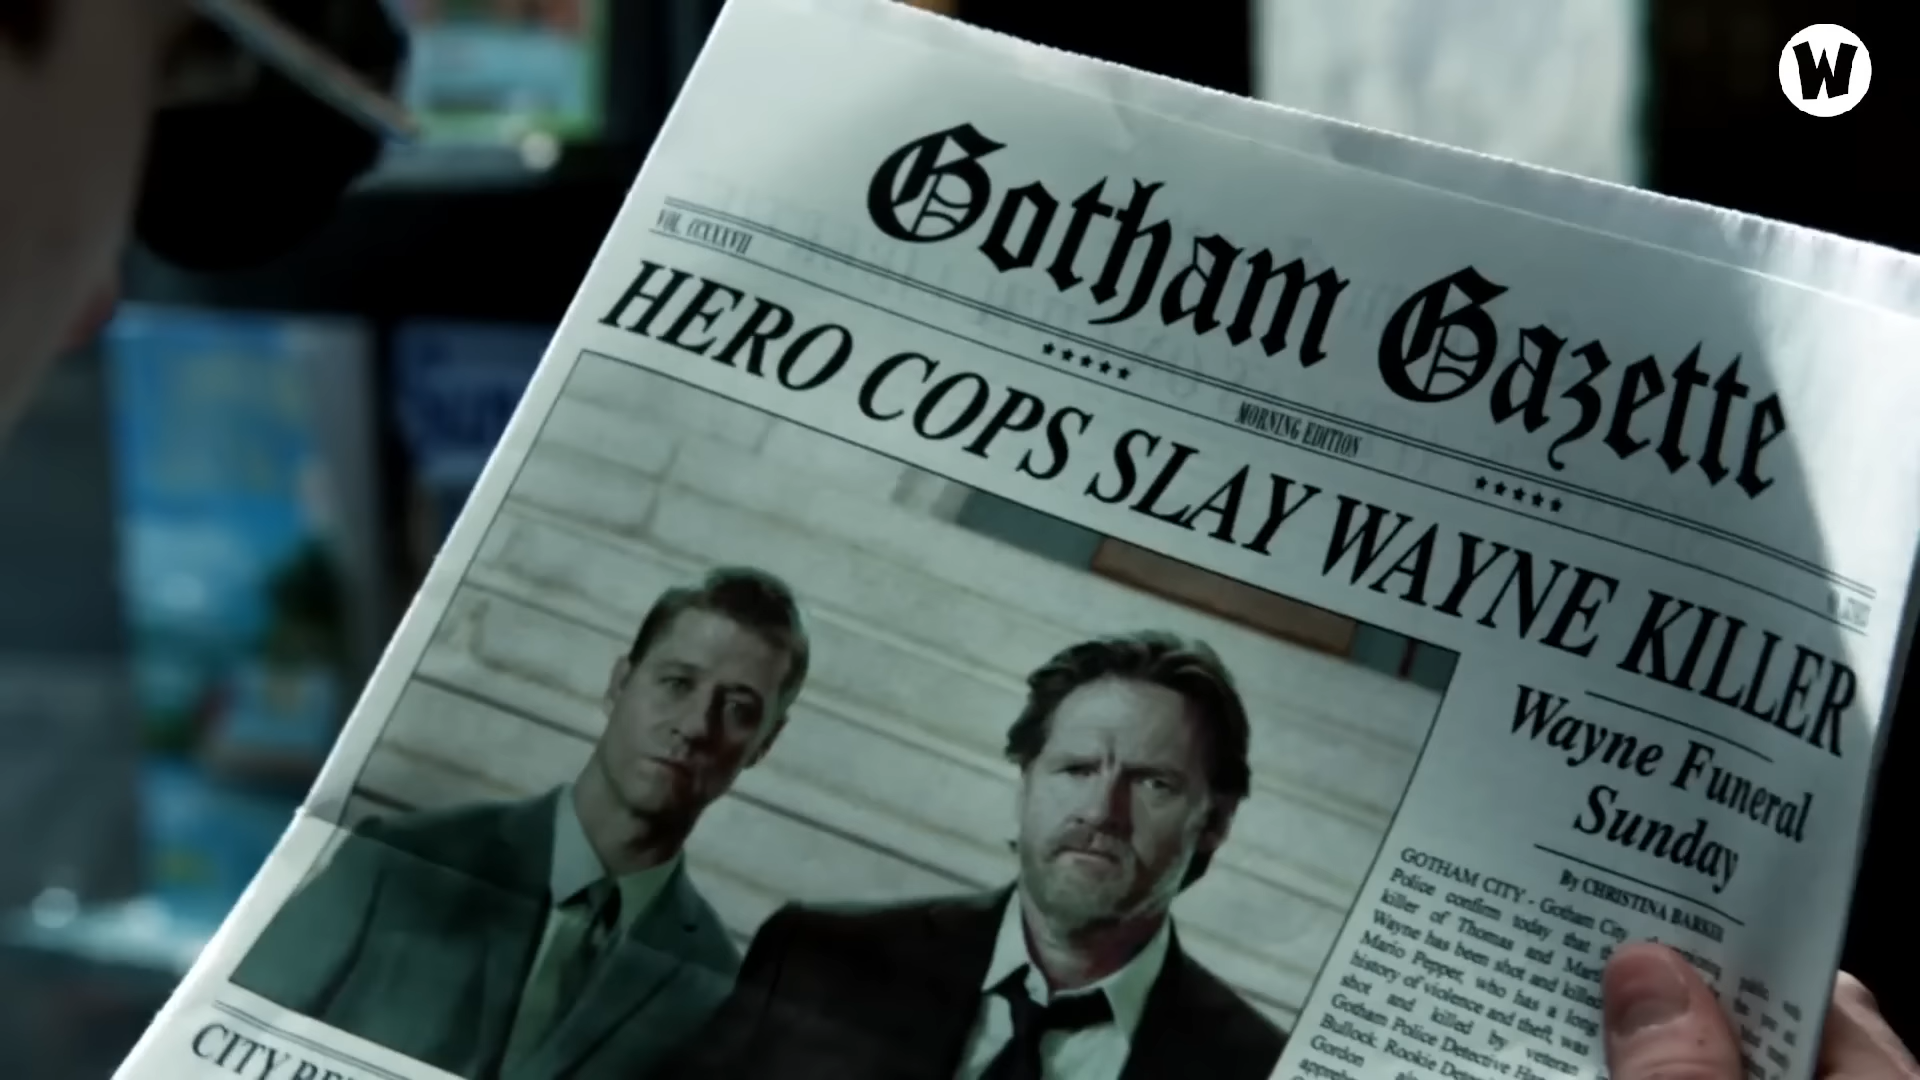 W
Gotham Gazette
VOL. CCXXXVII
MORNING EDITION
HERO COPS SLAY WAYNE KILLER
Wayne Funeral
Sunday
By CHRISTINA BARKER
GOTHAM CITY - Gotham City
Police confirm today that the
killer of Thomas and Martha
Wayne has been shot and killed
Mario Pepper, who has a long
history of violence and theft, was
shot and killed by veteran
Gotham Police Detective
Bullock. Rookie
Gordon
CITY